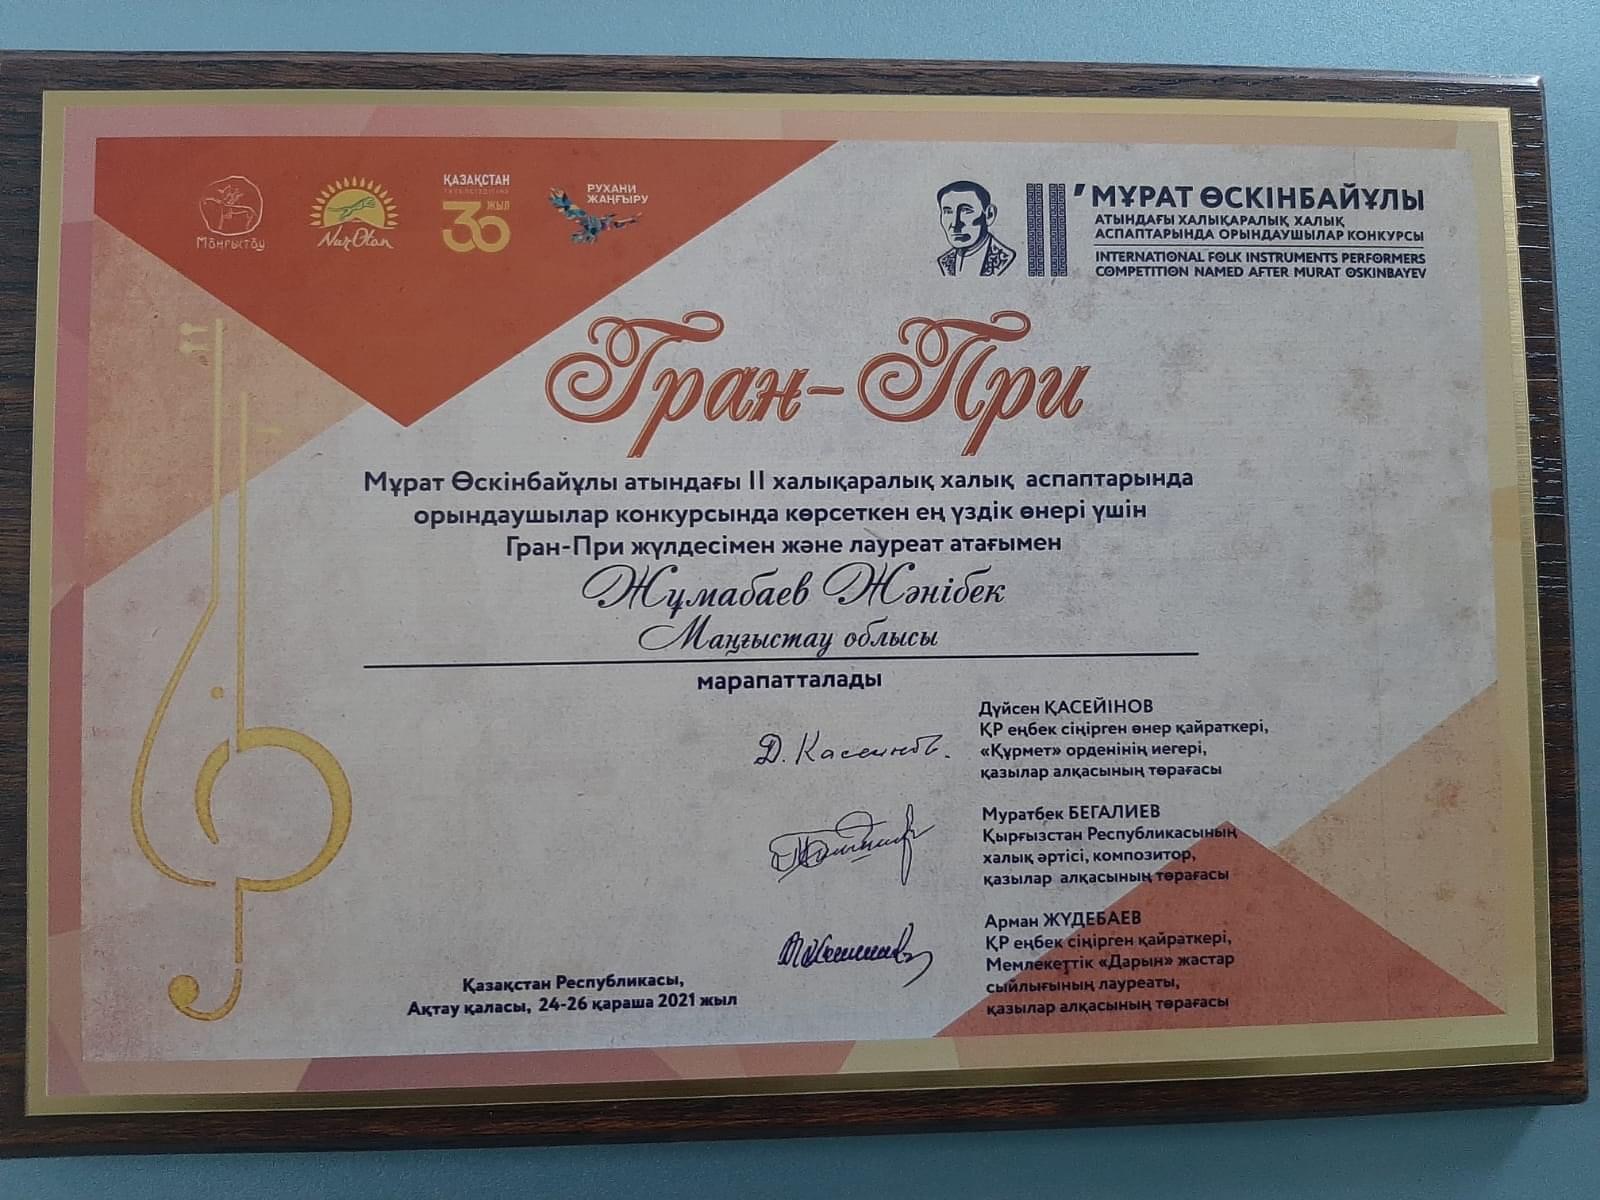 Маңғыстау
Nur Otan
ҚАЗАҚСТАН
ТӘУЕЛСІЗДІГІНЕ
30 ЖЫЛ
РУХАНИ
ЖАҢҒЫРУ
II' МҰРАТ ӨСКІНБАЙҰЛЫ
АТЫНДАҒЫ ХАЛЫҚАРАЛЫҚ ХАЛЫҚ
АСПАПТАРЫНДА ОРЫНДАУШЫЛАР КОНКУРСЫ
INTERNATIONAL FOLK INSTRUMENTS PERFORMERS
COMPETITION NAMED AFTER MURAT OSKINBAYEV
Гран-При
Мұрат Өскінбайұлы атындағы II халықаралық халық аспаптарында
орындаушылар конкурсында көрсеткен ең үздік өнері үшін
Гран-При жүлдесімен және лауреат атағымен
Жұмабаев Жәнібек
Маңғыстау облысы
марапатталады
Дүйсен ҚАСЕЙІНОВ
ҚР еңбек сіңірген өнер қайраткері,
«Құрмет» орденінің иегері,
қазылар алқасының төрағасы
Д. Касеинов.
Муратбек БЕГАЛИЕВ
Қырғызстан Республикасының
халық әртісі, композитор,
қазылар алқасының төрағасы
Арман ЖҮДЕБАЕВ
ҚР еңбек сіңірген қайраткері,
Мемлекеттік «Дарын» жастар
сыйлығының лауреаты,
қазылар алқасының төрағасы
Қазақстан Республикасы,
Ақтау қаласы, 24-26 қараша 2021 жыл